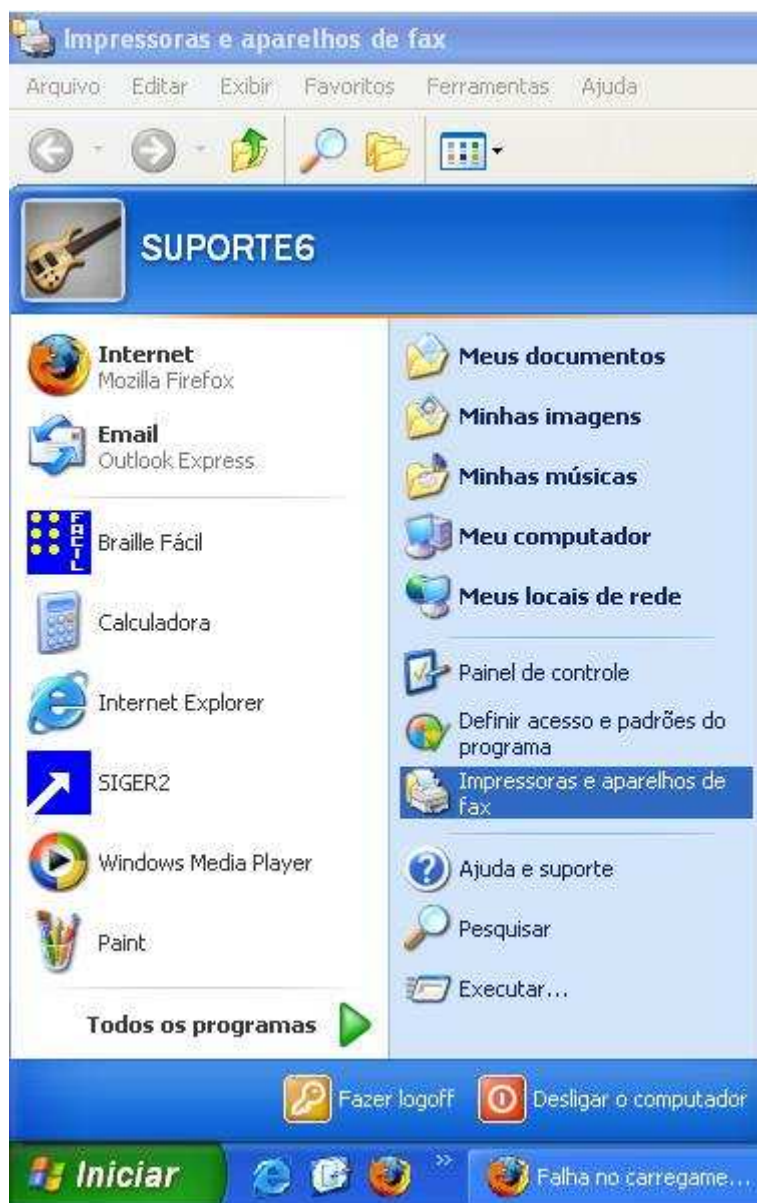 Impressoras e aparelhos de fax
Arquivo Editar Exibir Favoritos Ferramentas Ajuda
SUPORTE6
Internet
Mozilla Firefox
Email
Outlook Express
FACIL
Braille Fácil
Calculadora
Internet Explorer
SIGER2
Windows Media Player
Paint
Todos os programas
Meus documentos
Minhas imagens
Minhas músicas
Meu computador
Meus locais de rede
Painel de controle
Definir acesso e padrões do
programa
Impressoras e aparelhos de
fax
Ajuda e suporte
Pesquisar
Executar...
Fazer logoff Desligar o computador
Iniciar » Falha no carregame...